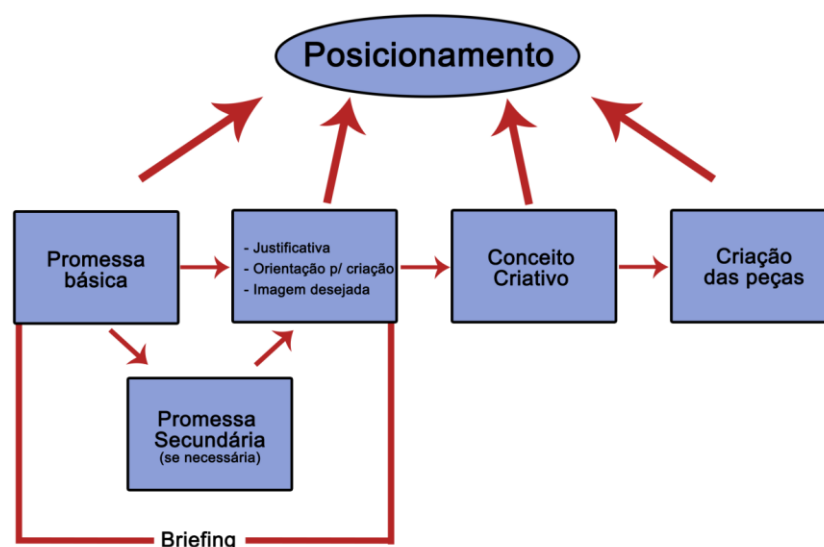 Posicionamento
Promessa
básica
- Justificativa
- Orientação p/ criação
- Imagem desejada
Conceito
Criativo
Criação
das peças
Promessa
Secundária
(se necessária)
Briefing